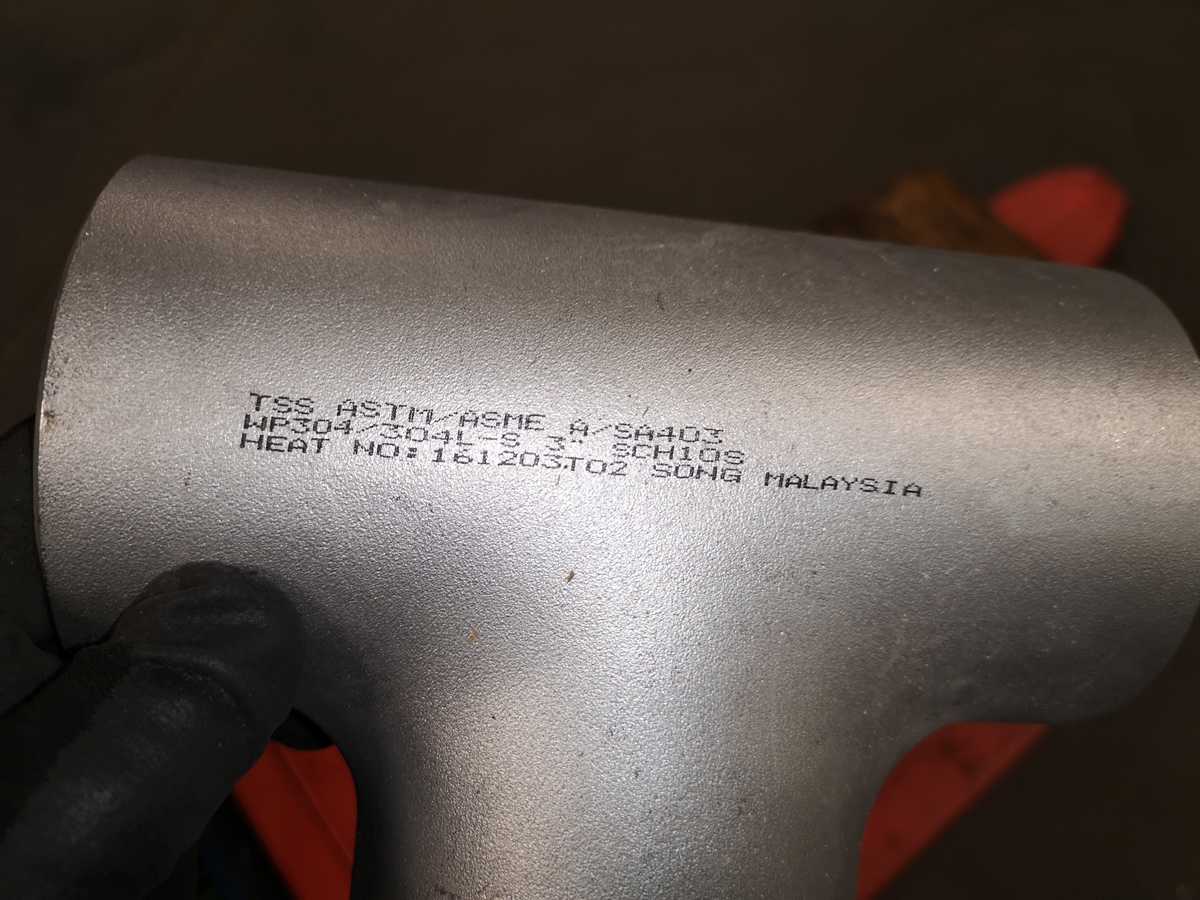 TSS ASTM/ASME A/SA403
WP304/304L-S 3" SCH10S
HEAT NO:161203T02 SONG MALAYSIA